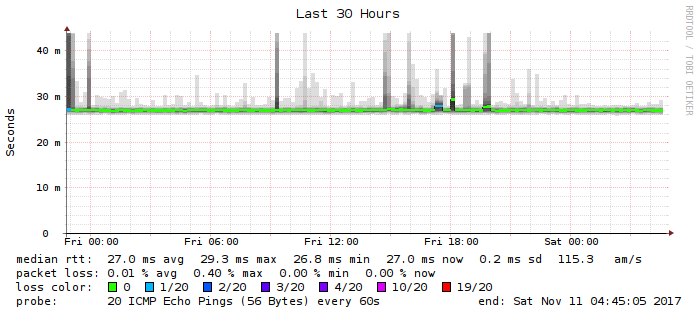 Last 30 Hours
RRDTOOL / TOBI OETIKER
Seconds
40 m
30 m
20 m
10 m
0
Fri 00:00 Fri 06:00 Fri 12:00 Fri 18:00 Sat 00:00
median rtt: 27.0 ms avg 29.3 ms max 26.8 ms min 27.0 ms now 0.2 ms sd 115.3 am/s
packet loss: 0.01 % avg 0.40 % max 0.00 % min 0.00 % now
loss color: 0 1/20 2/20 3/20 4/20 10/20 19/20
probe: 20 ICMP Echo Pings (56 Bytes) every 60s end: Sat Nov 11 04:45:05 2017